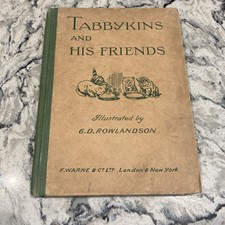 TABBYKINS
AND
HIS FRIENDS
Illustrated by
G.D. ROWLANDSON
F. WARNE & Co LTD London & New York